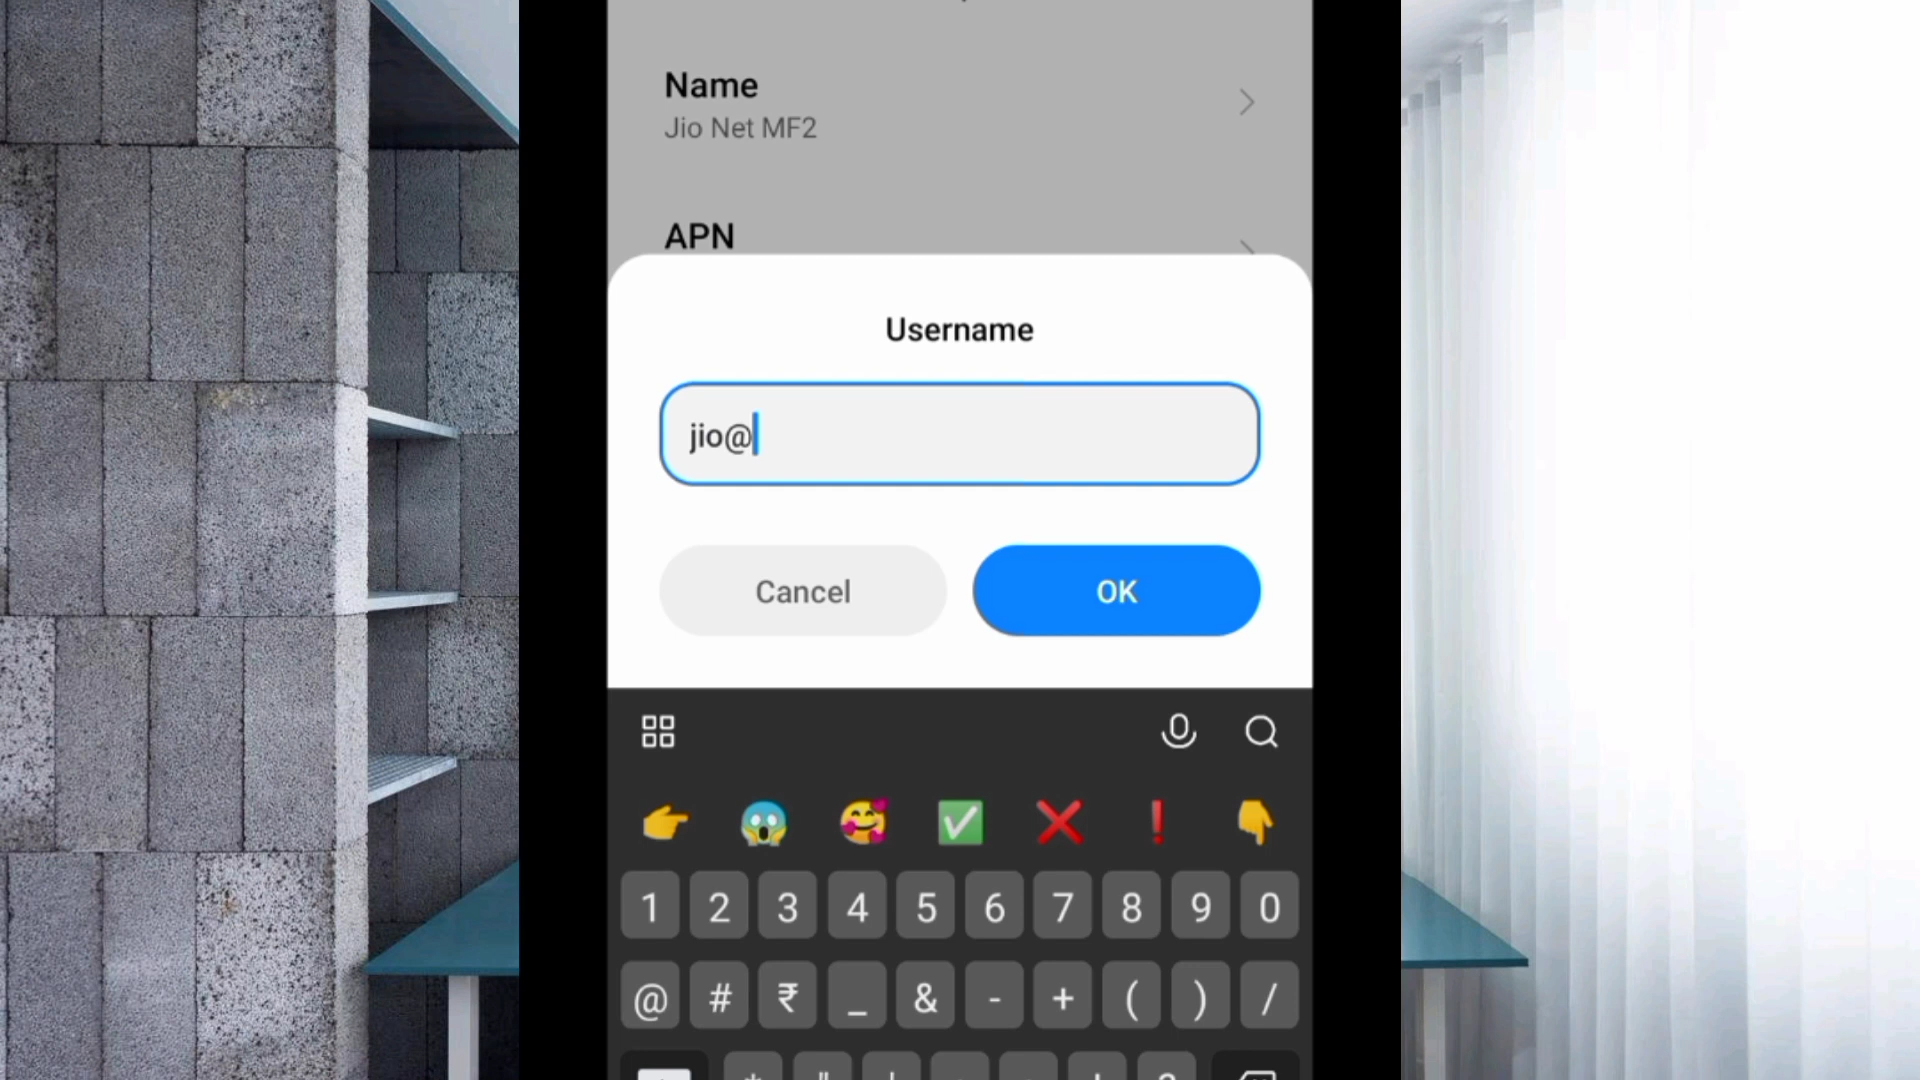 Name
Jio Net MF2
APN
Username
jio@
Cancel
OK
1 2 3 4 5 6 7 8 9 0
@ # ₹ _ & - + ( ) /